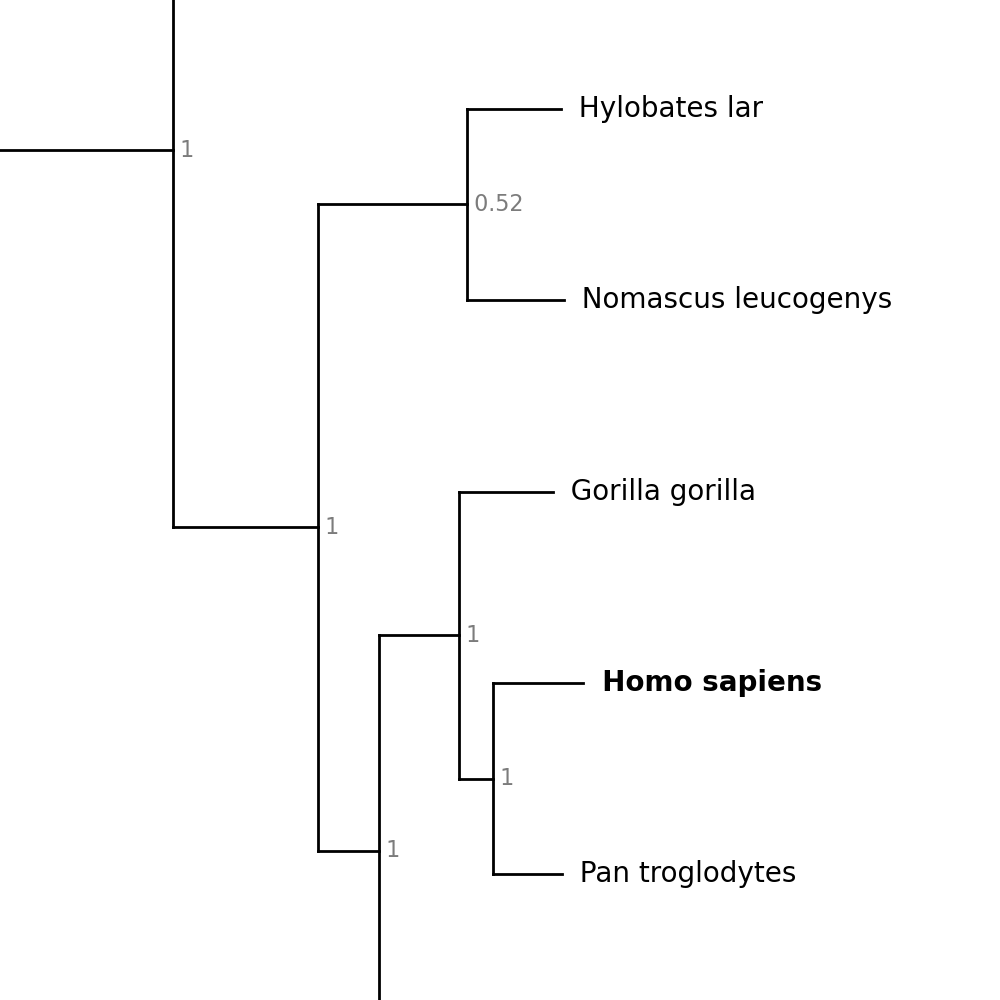 Hylobates lar
1
0.52
Nomascus leucogenys
Gorilla gorilla
1
1
Homo sapiens
1
1
Pan troglodytes